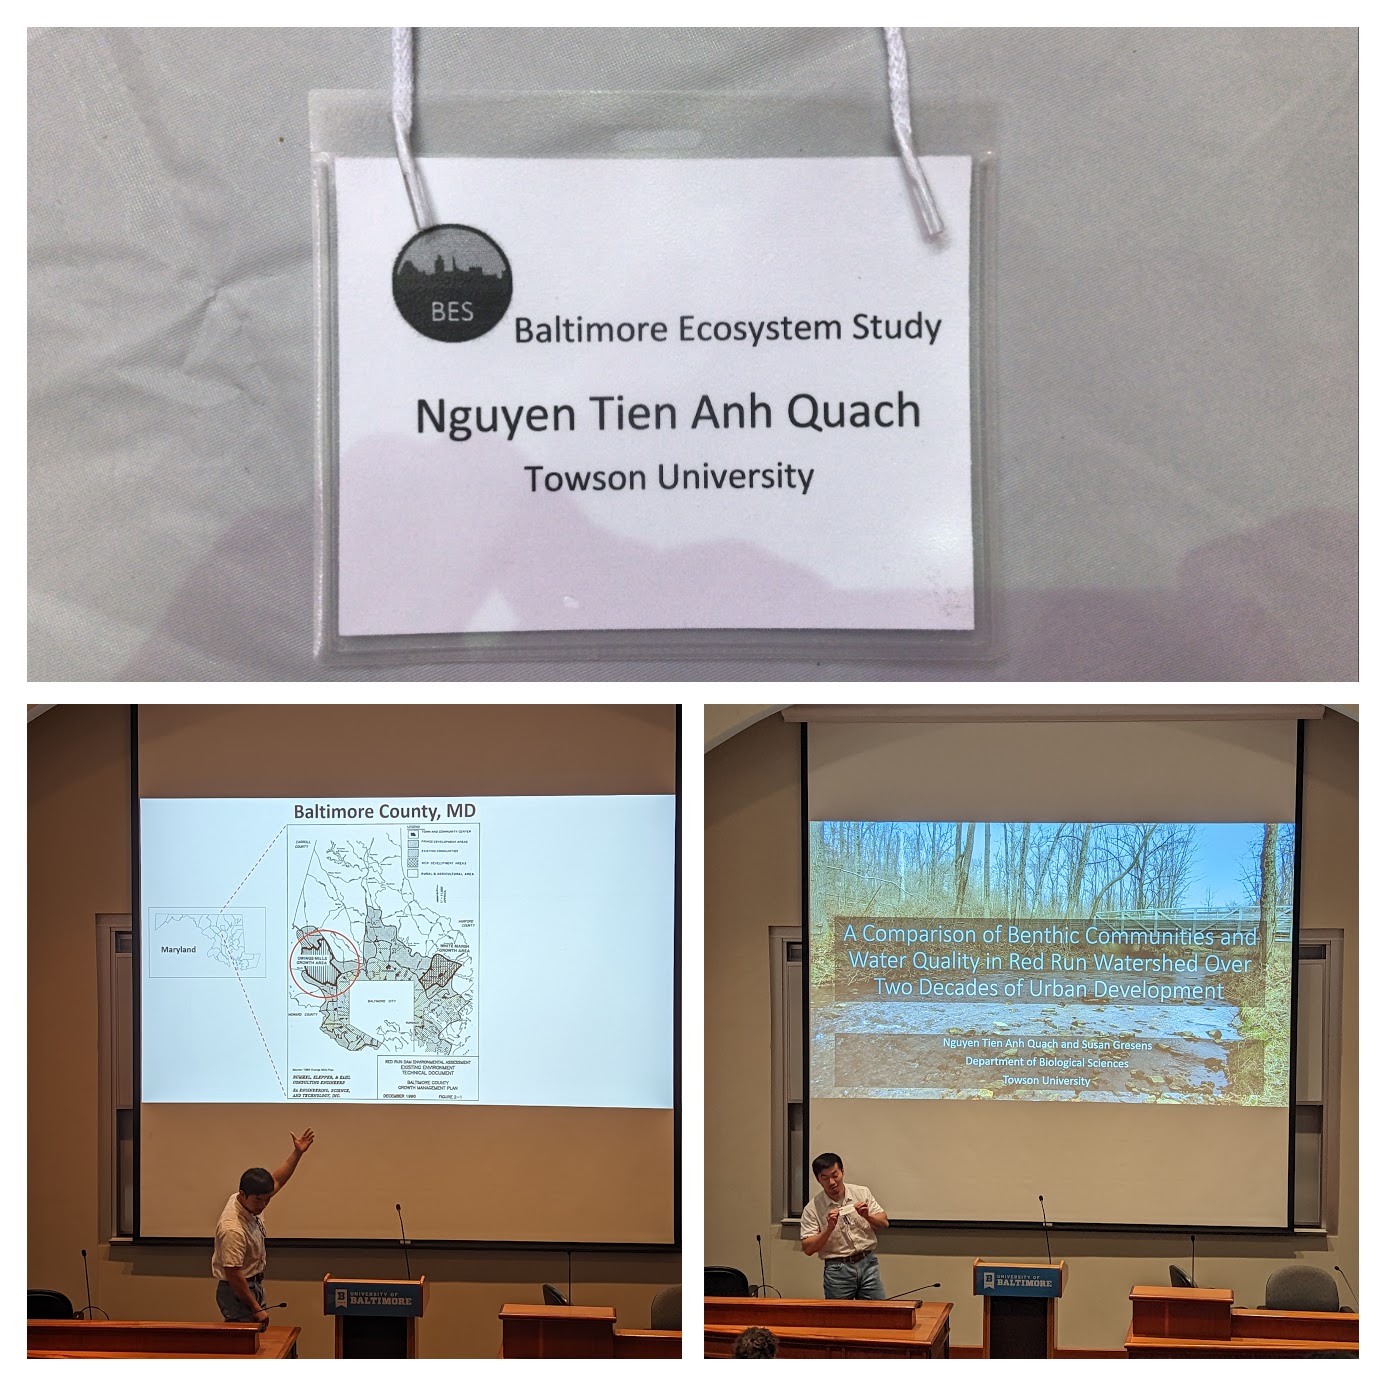 BES
Baltimore Ecosystem Study
Nguyen Tien Anh Quach
Towson University
Baltimore County, MD
LEGEND
TOWN AND COMMUNITY CENTER
EXISTING COMMUNITIES
NEW DEVELOPMENT AREAS
RURAL & AGRICULTURAL AREA
CARROLL
COUNTY
HARFORD
COUNTY
WHITE MARSH
GROWTH AREA
Maryland
OWINGS MILLS
GROWTH AREA
BALTIMORE CITY
HOWARD COUNTY
RED RUN DAM ENVIRONMENTAL ASSESSMENT
EXISTING ENVIRONMENT
TECHNICAL DOCUMENT
BALTIMORE COUNTY
GROWTH MANAGEMENT PLAN
DECEMBER 1990 FIGURE 2-1
RUMMEL, KLEPPER, & KAHL
CONSULTING ENGINEERS
EA ENGINEERING, SCIENCE,
AND TECHNOLOGY, INC.
UNIVERSITY OF
BALTIMORE
A Comparison of Benthic Communities and
Water Quality in Red Run Watershed Over
Two Decades of Urban Development
Nguyen Tien Anh Quach and Susan Gresens
Department of Biological Sciences
Towson University
B
UNIVERSITY OF
BALTIMORE